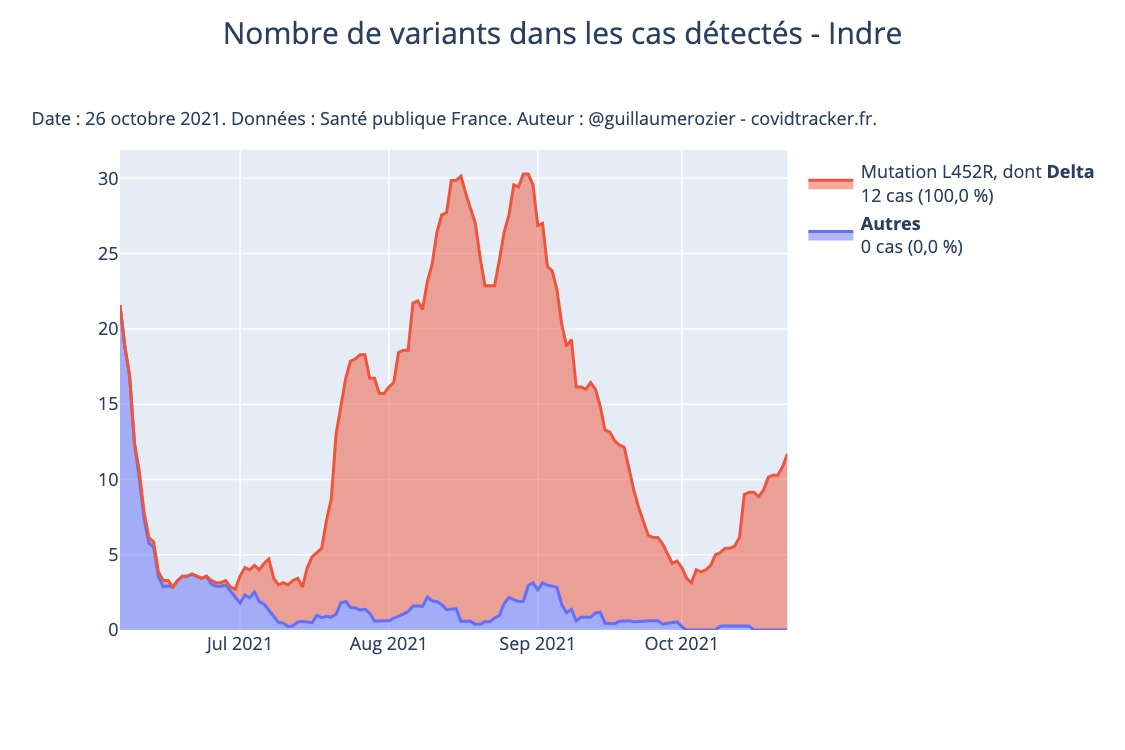 Nombre de variants dans les cas détectés - Indre
Date : 26 octobre 2021. Données : Santé publique France. Auteur : @guillaumerozier - covidtracker.fr.
Mutation L452R, dont Delta
12 cas (100,0 %)
Autres
0 cas (0,0 %)
30
25
20
15
10
5
0
Jul 2021 Aug 2021 Sep 2021 Oct 2021